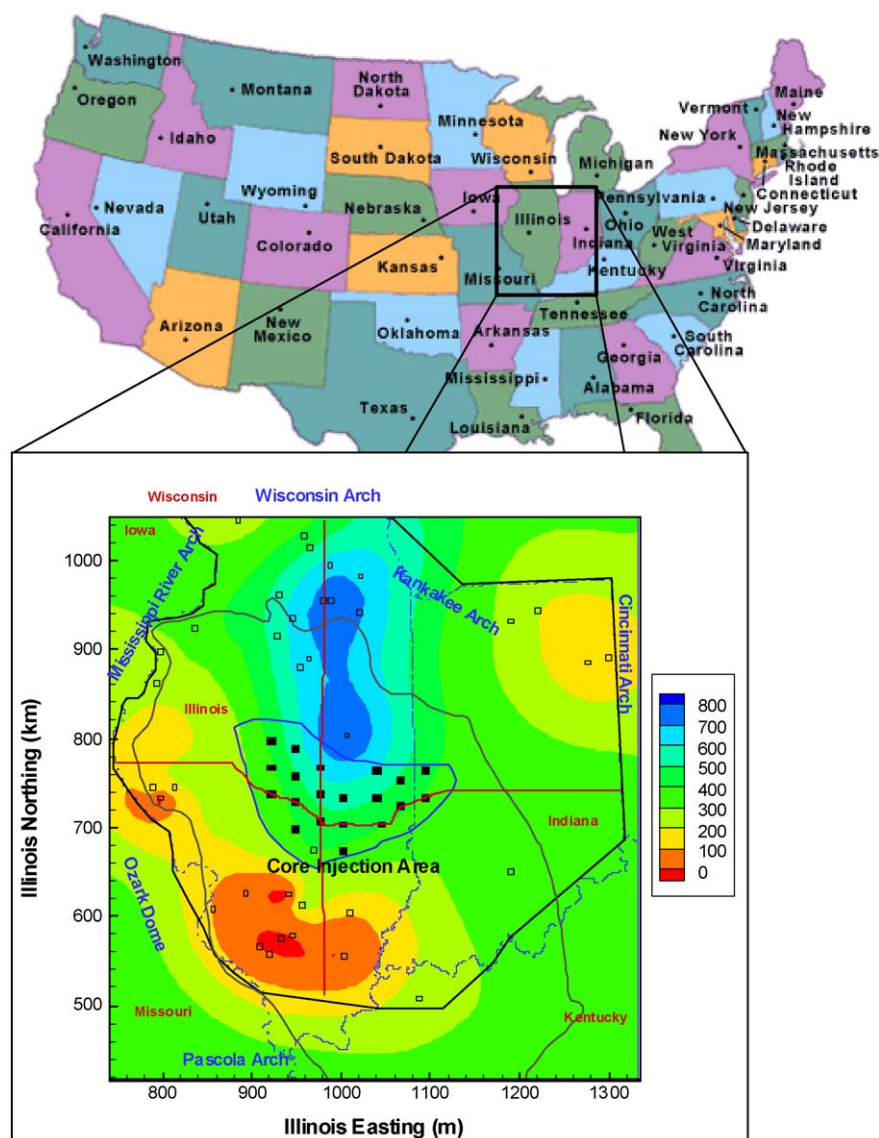 Washington
Montana
North
Dakota
Minnesota
Oregon
Idaho
South Dakota
Wisconsin
Michigan
Vermont
Maine
New
Hampshire
New York
Massachusetts
Rhode
Island
Connecticut
Wyoming
Nebraska
Iowa
Illinois
Indiana
Ohio
Pennsylvania
New Jersey
Delaware
Maryland
West
Virginia
Virginia
Nevada
Utah
California
Colorado
Kansas
Missouri
Kentucky
North
Carolina
Tennessee
Arizona
New
Mexico
Oklahoma
Arkansas
South
Carolina
Georgia
Mississippi
Alabama
Texas
Louisiana
Florida
Wisconsin
Wisconsin Arch
Iowa
Mississippi River Arch
Kankakee Arch
Cincinnati Arch
Illinois
Indiana
Core Injection Area
Ozark Dome
Missouri
Kentucky
Pascola Arch
1000
900
800
700
600
500
Illinois Northing (km)
800
900
1000
1100
1200
1300
Illinois Easting (m)
800
700
600
500
400
300
200
100
0